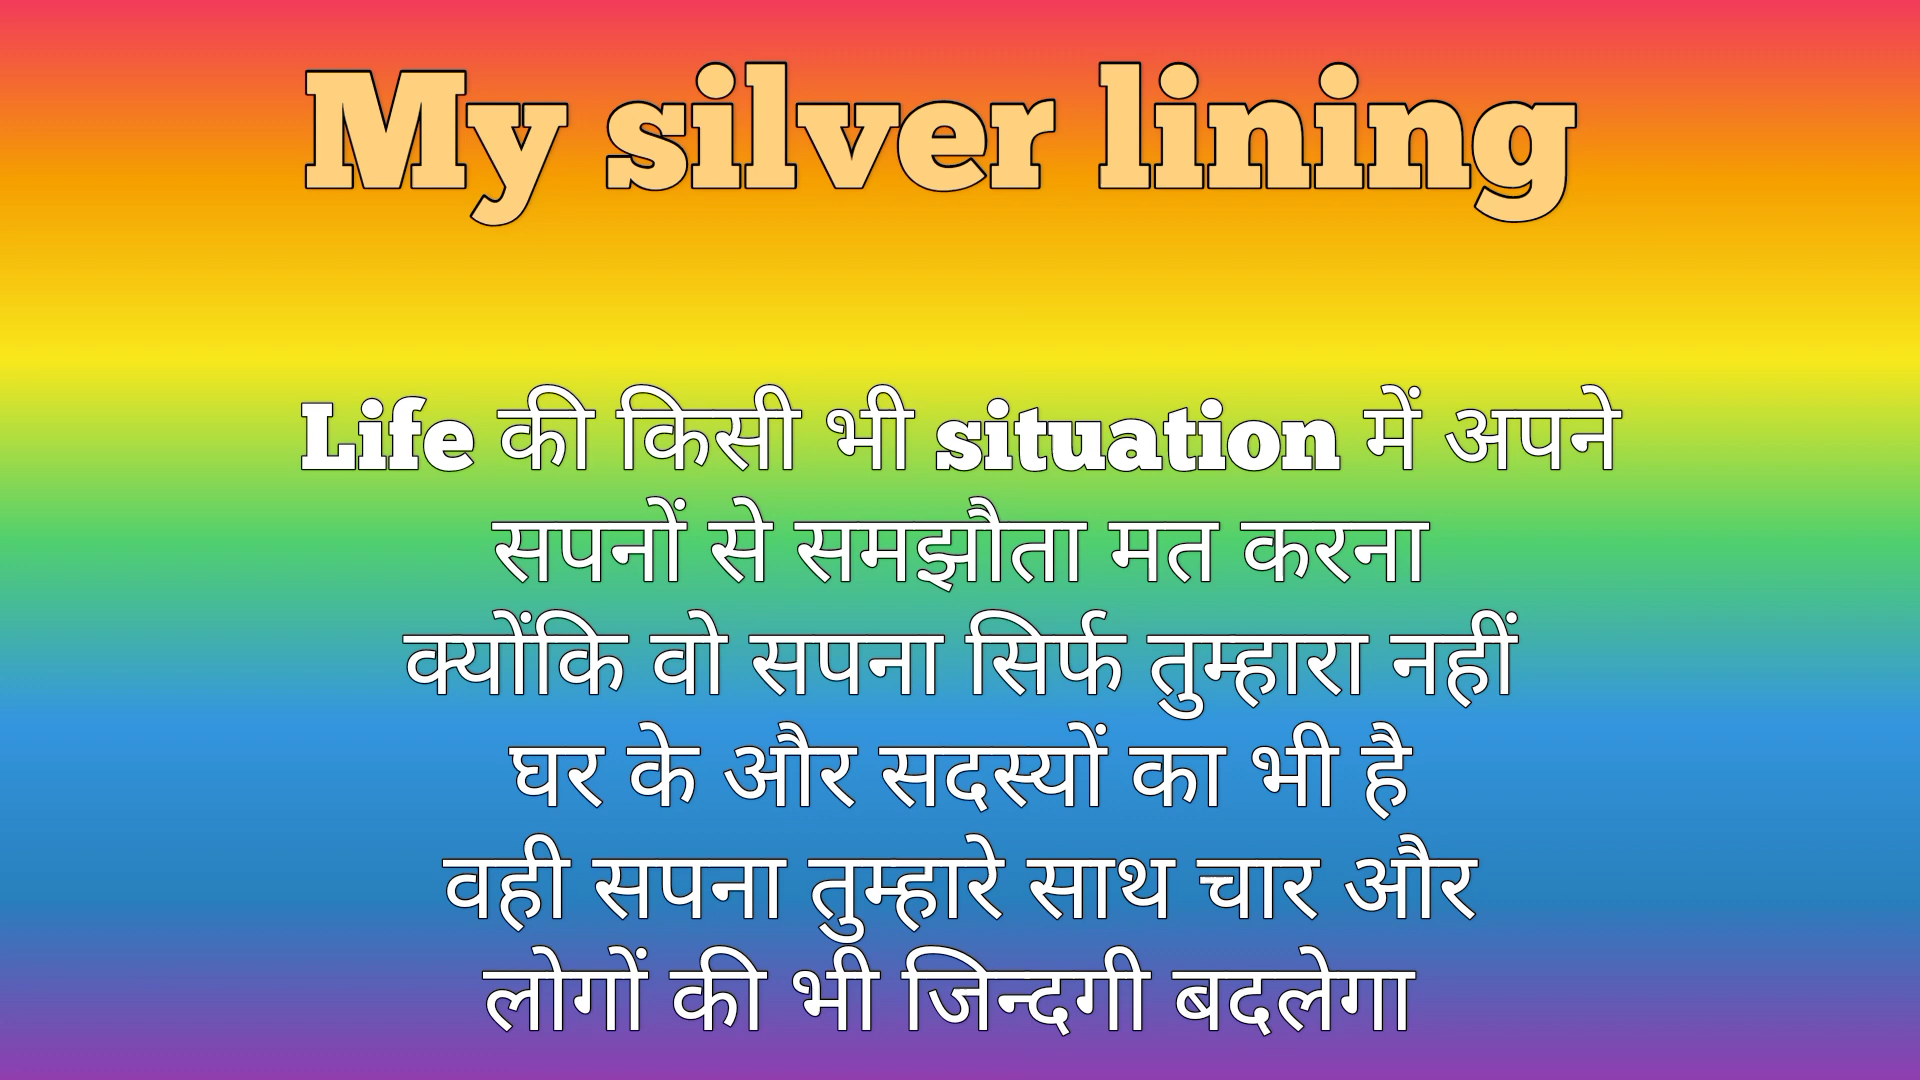 My silver lining
Life की किसी भी situation में अपने
सपनों से समझौता मत करना
क्योंकि वो सपना सिर्फ तुम्हारा नहीं
घर के और सदस्यों का भी है
वही सपना तुम्हारे साथ चार और
लोगों की भी जिन्दगी बदलेगा